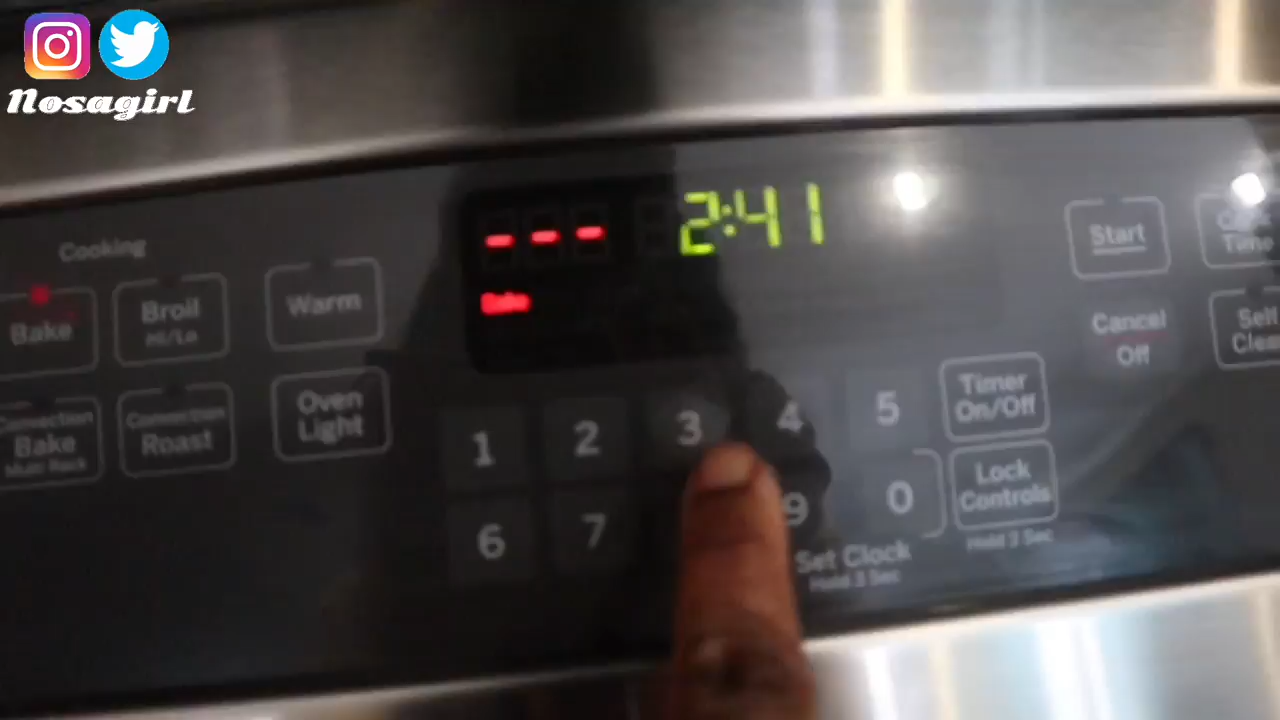 Nosagirl
Cooking
Bake
Broil
Hi/Lo
Warm
Convection
Bake
Multi Rack
Convection
Roast
Oven
Light
- - -
2:41
Bake
1
2
3
4
5
6
7
9
0
Set Clock
Hold 3 Sec
Start
Cook
Time
Cancel
Off
Self
Clean
Timer
On/Off
Lock
Controls
Hold 3 Sec